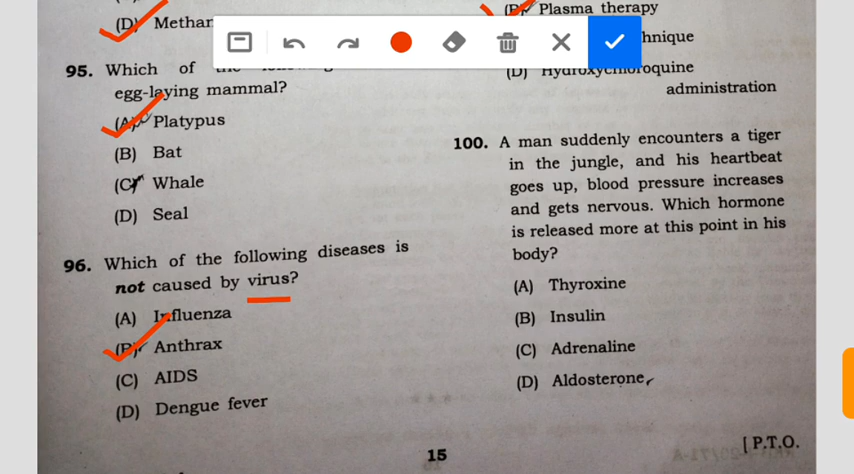 (D) Methan
95. Which of
egg-laying mammal?
(A) Platypus
(B) Bat
(C) Whale
(D) Seal
96. Which of the following diseases is
not caused by virus?
(A) Influenza
(B) Anthrax
(C) AIDS
(D) Dengue fever
(B) Plasma therapy
hnique
(D) Hydroxychloroquine
administration
100. A man suddenly encounters a tiger
in the jungle, and his heartbeat
goes up, blood pressure increases
and gets nervous. Which hormone
is released more at this point in his
body?
(A) Thyroxine
(B) Insulin
(C) Adrenaline
(D) Aldosterone
15
[ P.T.O.